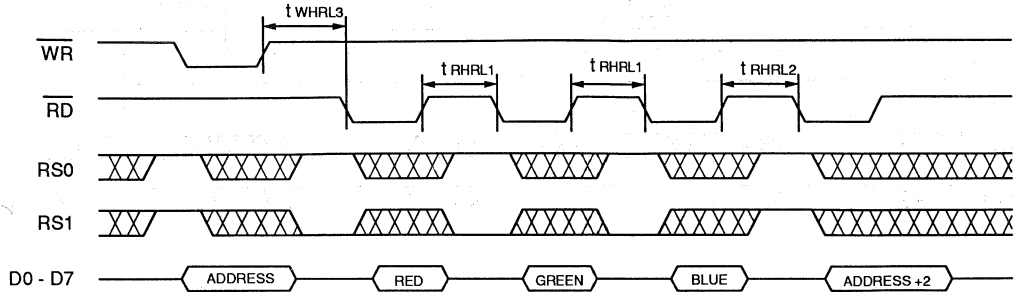 t WHRL3
WR
t RHRL1
t RHRL1
t RHRL2
RD
RS0
RS1
D0 - D7
ADDRESS
RED
GREEN
BLUE
ADDRESS +2